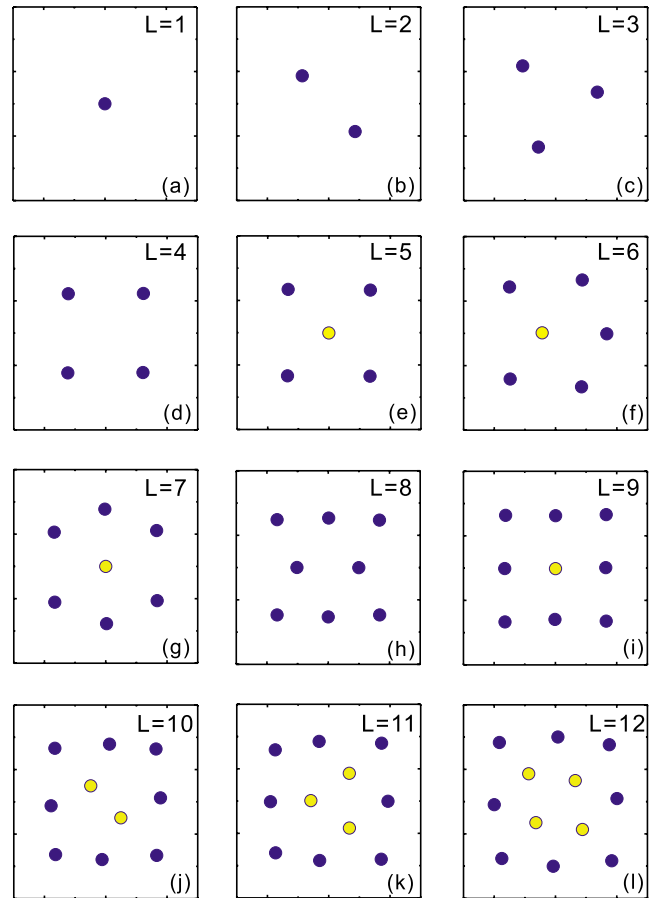 L=1
(a)
L=2
(b)
L=3
(c)
L=4
(d)
L=5
(e)
L=6
(f)
L=7
(g)
L=8
(h)
L=9
(i)
L=10
(j)
L=11
(k)
L=12
(l)